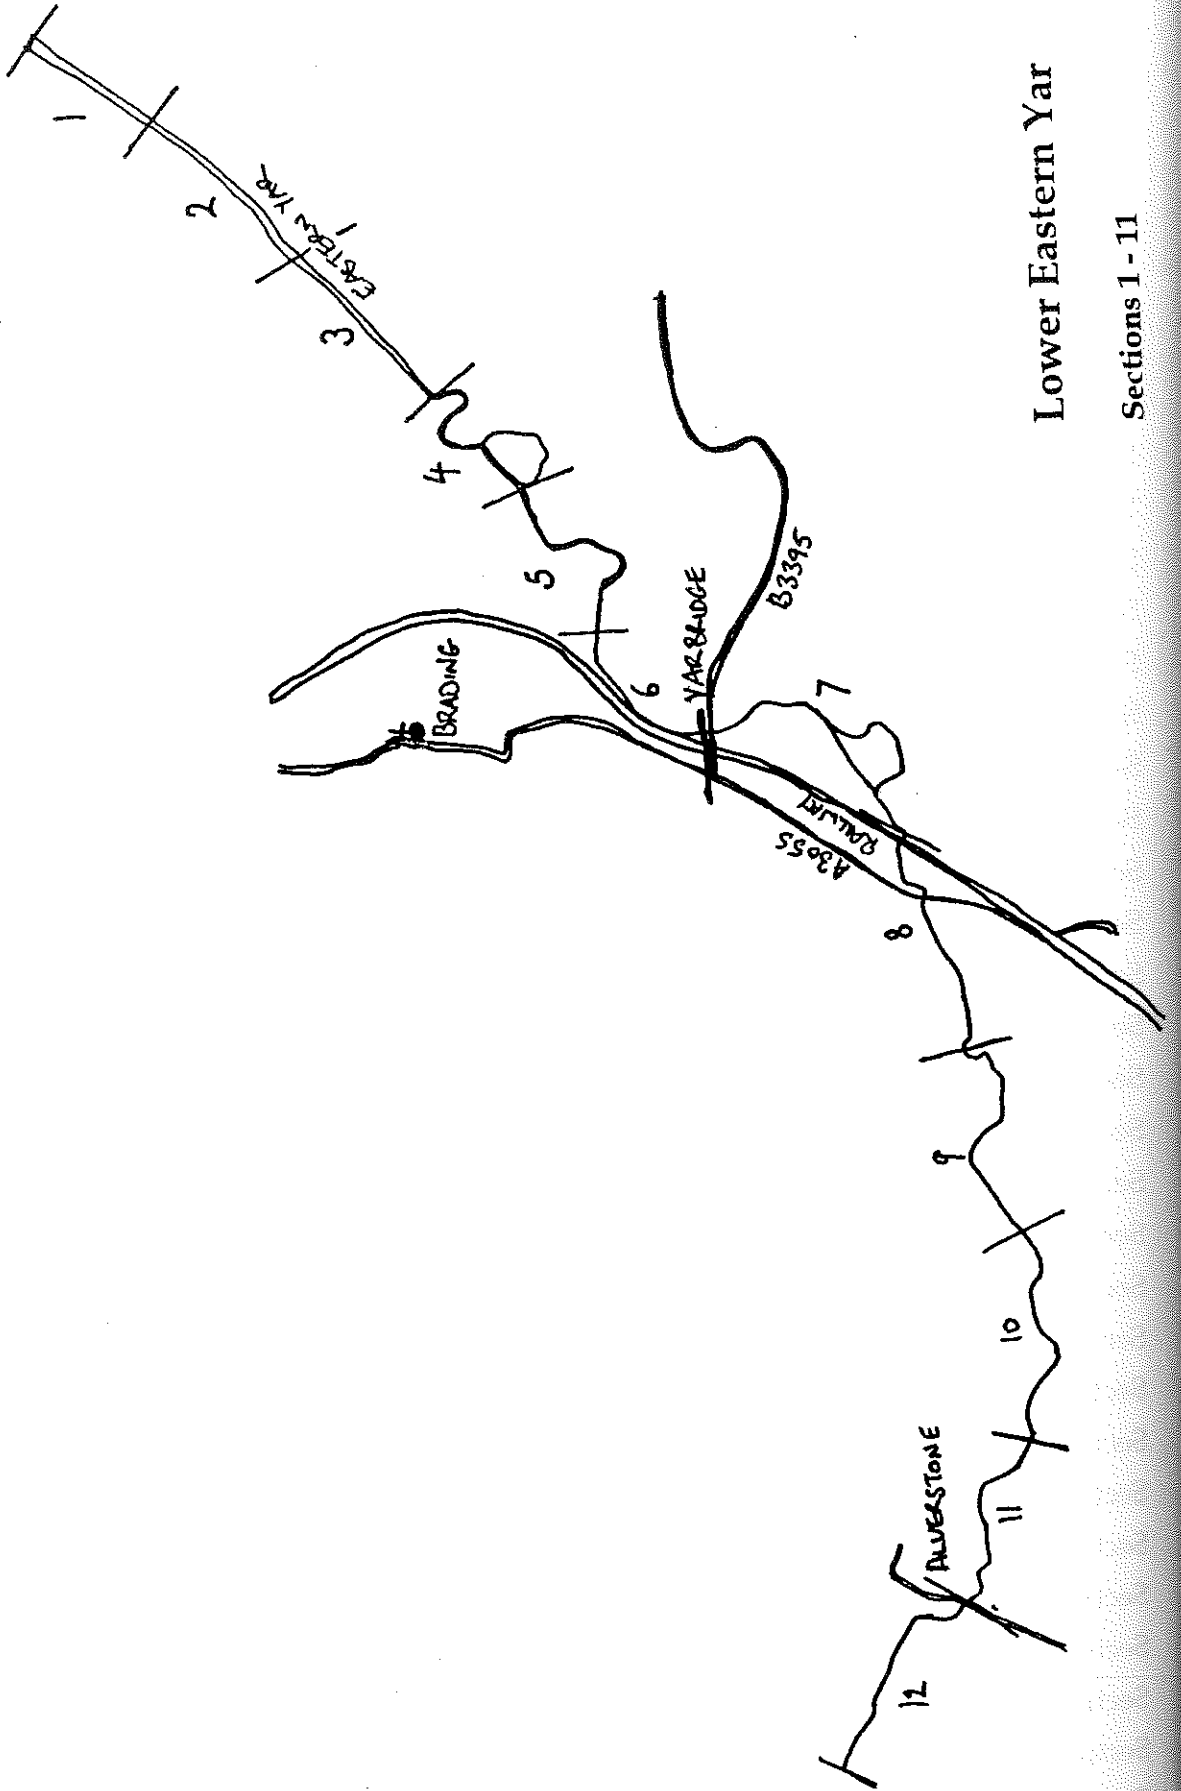 1
2
EASTERN YAR
3
4
5
BRADING
6
YARBRIDGE
B3395
7
RAILWAY
A3055
8
9
10
11
ALVERSTONE
12
Lower Eastern Yar
Sections 1 - 11